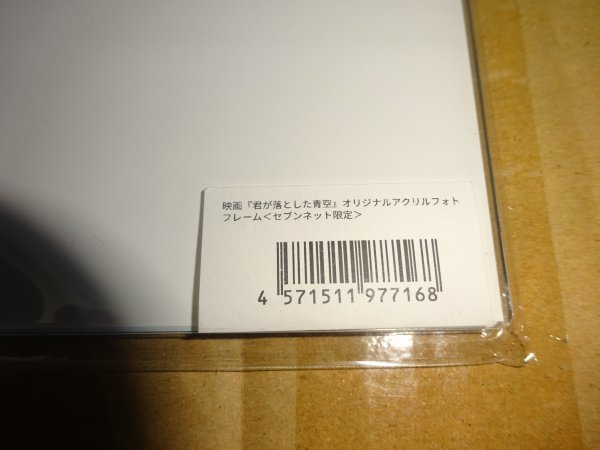 映画『君が落とした青空』オリジナルアクリルフォト
フレーム<セブンネット限定>
4 571511 977168